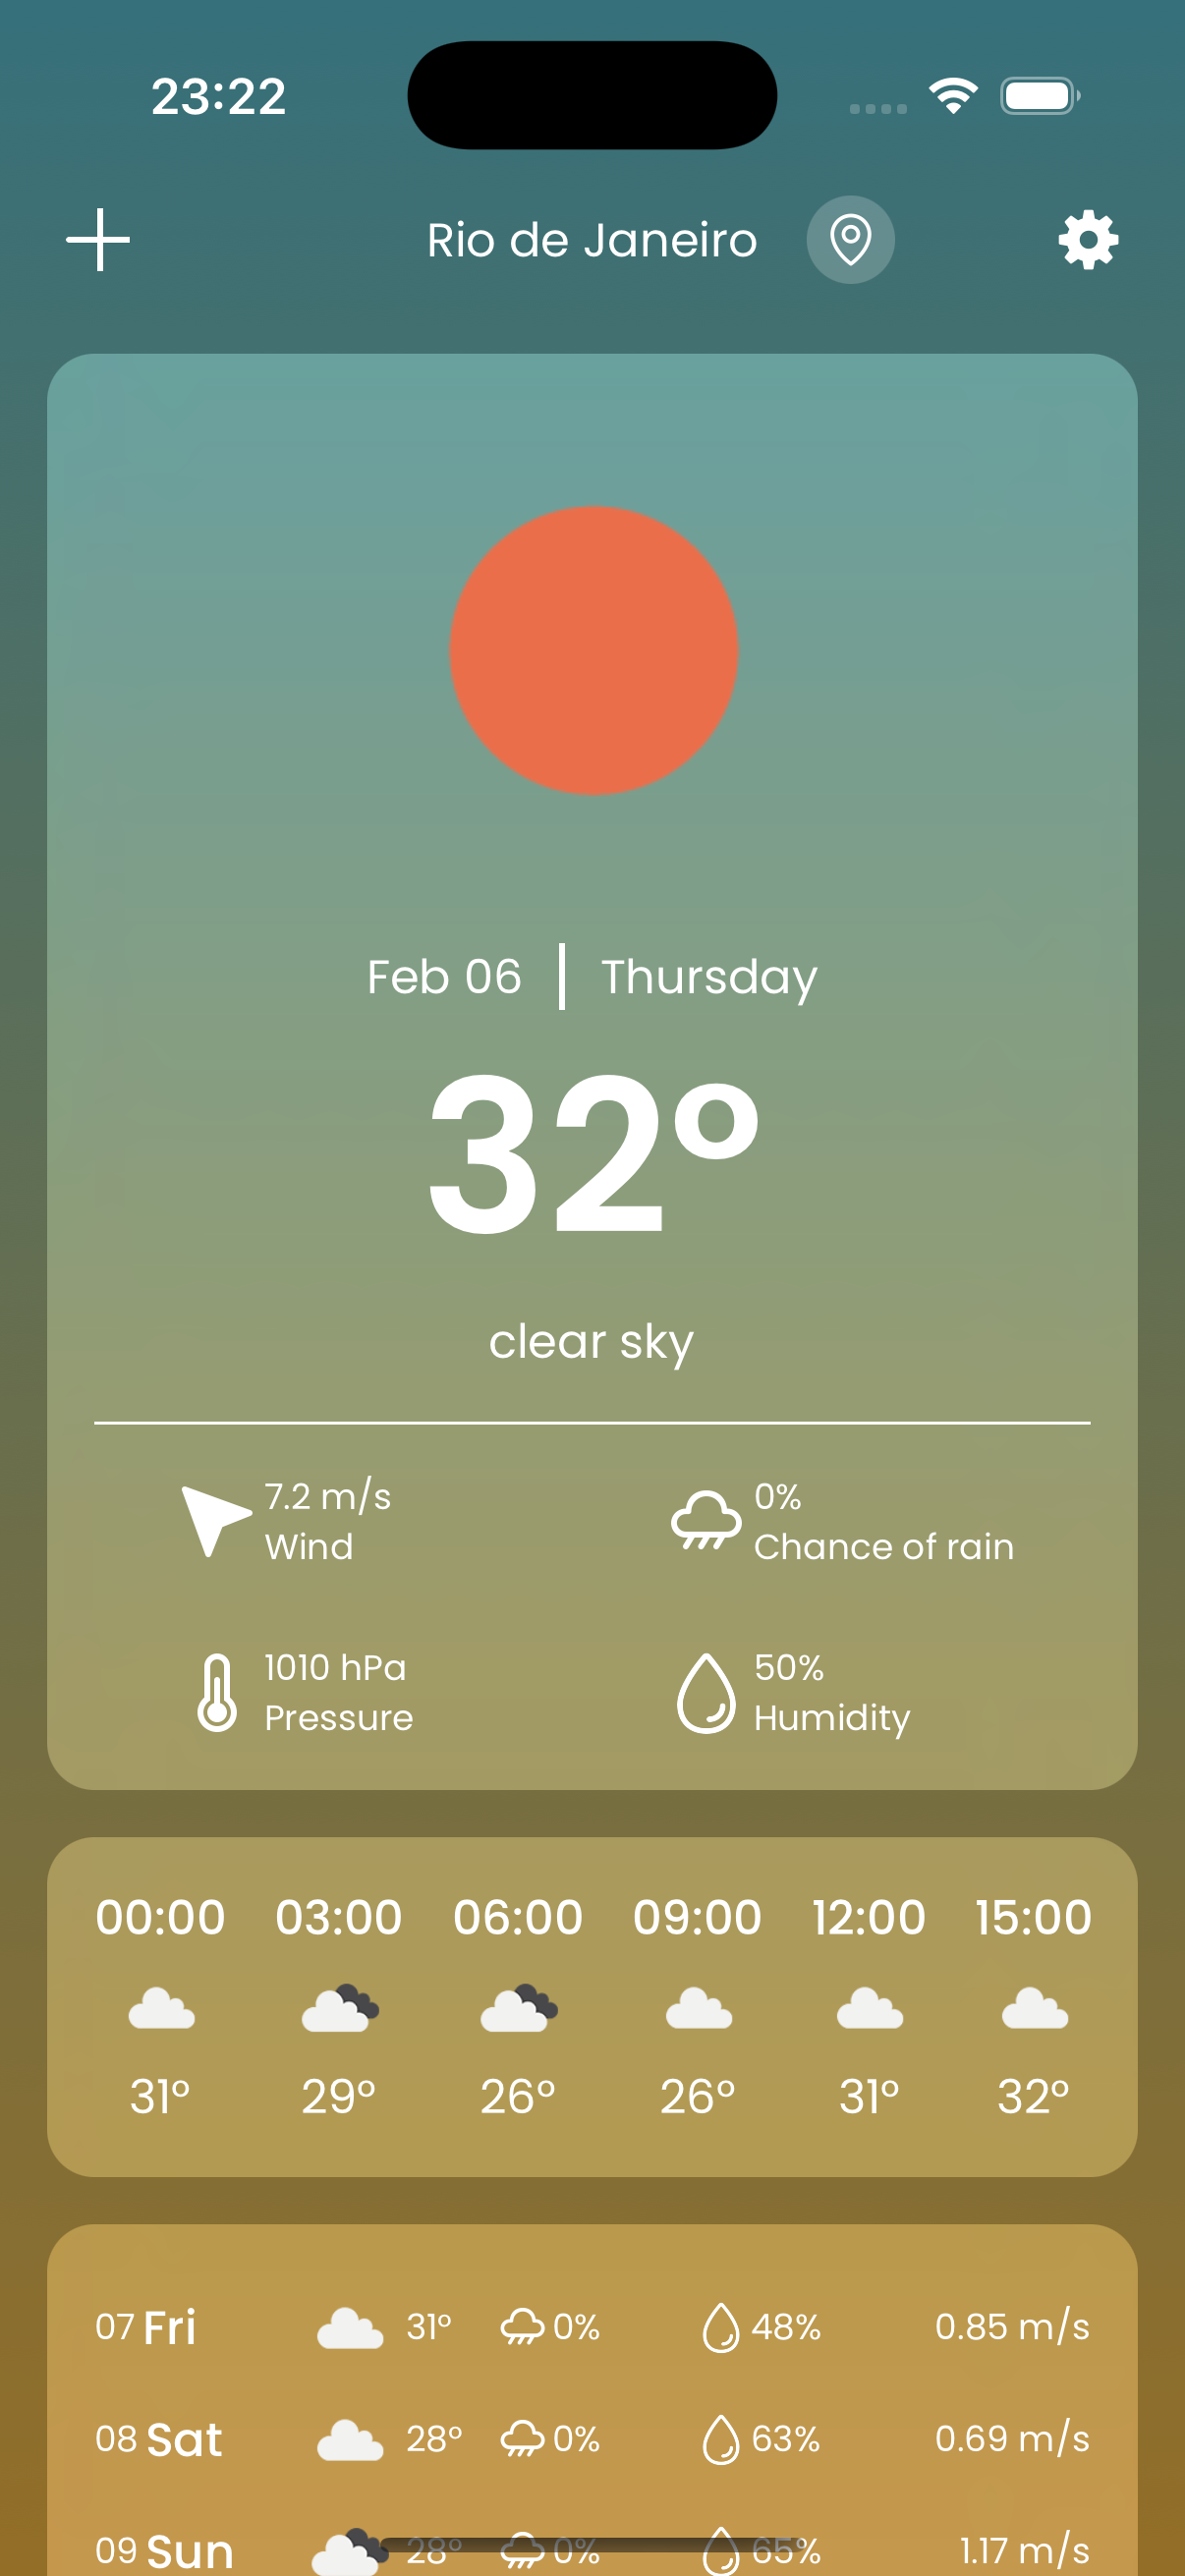 23:22
Rio de Janeiro
Feb 06 Thursday
32°
clear sky
7.2 m/s 0%
Wind Chance of rain
1010 hPa 50%
Pressure Humidity
00:00 03:00 06:00 09:00 12:00 15:00
31° 29° 26° 26° 31° 32°
07 Fri 31° 0% 48% 0.85 m/s
08 Sat 28° 0% 63% 0.69 m/s
09 Sun 28° 0% 65% 1.17 m/s